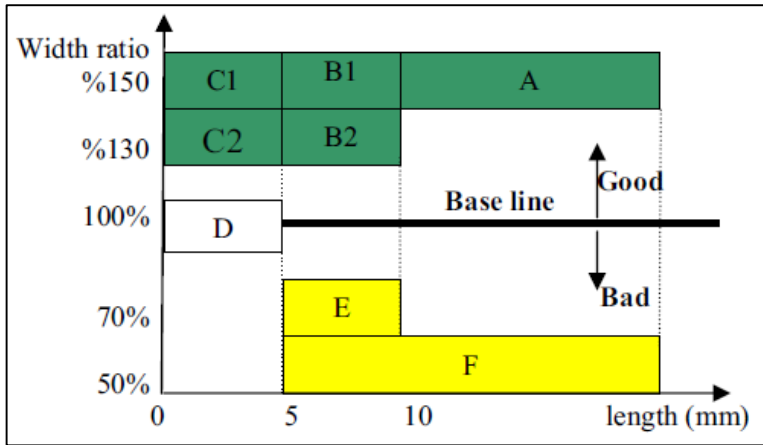 Width ratio
%150
C1
B1
A
%130
C2
B2
Good
100%
D
Base line
Bad
70%
E
50%
F
0
5
10
length (mm)